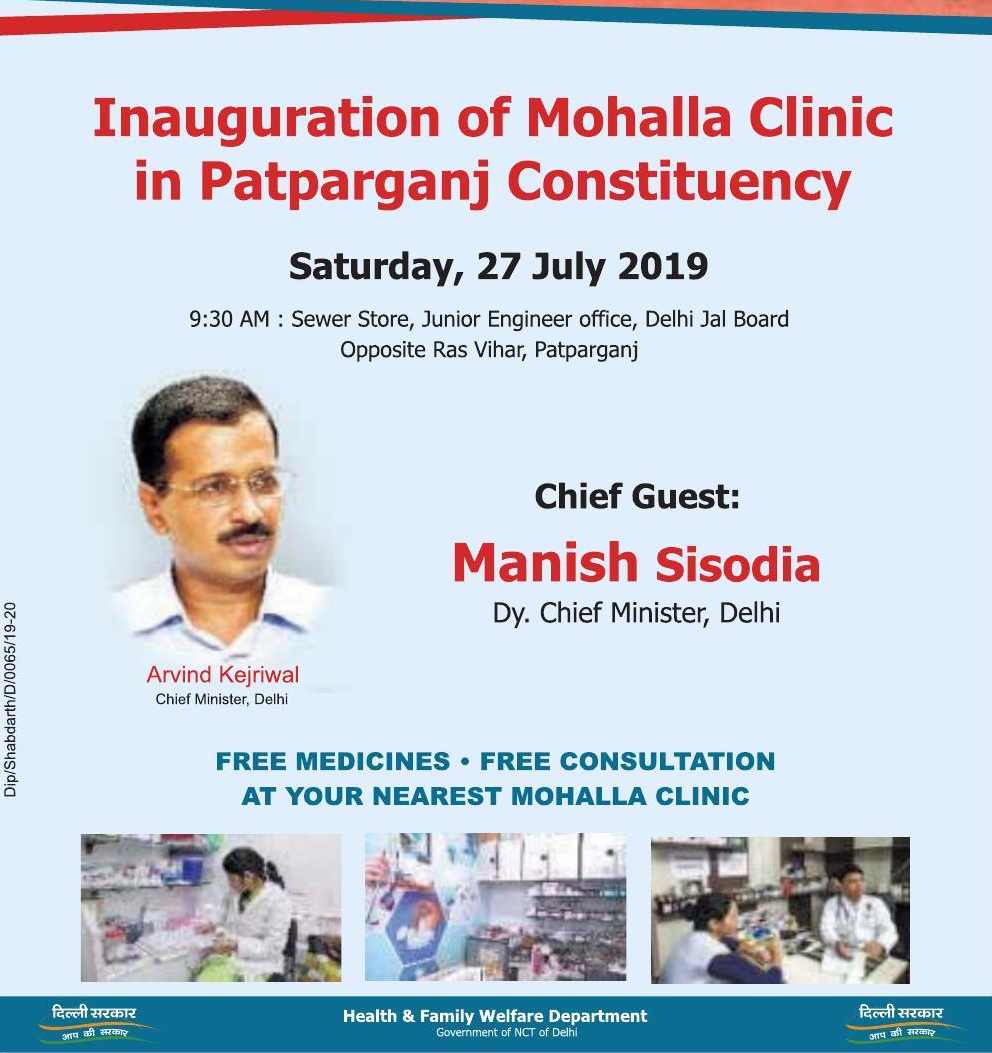 Inauguration of Mohalla Clinic
in Patparganj Constituency
Saturday, 27 July 2019
9:30 AM : Sewer Store, Junior Engineer office, Delhi Jal Board
Opposite Ras Vihar, Patparganj
Chief Guest:
Manish Sisodia
Dy. Chief Minister, Delhi
Arvind Kejriwal
Chief Minister, Delhi
Dip/Shabdarth/D/0065/19-20
FREE MEDICINES • FREE CONSULTATION
AT YOUR NEAREST MOHALLA CLINIC
दिल्ली सरकार
आप की सरकार
Health & Family Welfare Department
Government of NCT of Delhi
दिल्ली सरकार
आप की सरकार